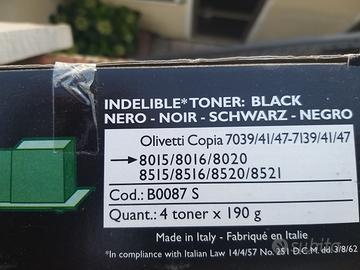 INDELIBLE* TONER: BLACK
NERO - NOIR - SCHWARZ - NEGRO
Olivetti Copia 7039/41/47-7139/41/47
8015/8016/8020
8515/8516/8520/8521
Cod.: B0087 S
Quant.: 4 toner x 190 g
Made in Italy - Fabriqué en Italie
*In compliance with Italian Law 14/4/57 No. 251 D.C.M. dd. 3/8/62
subito